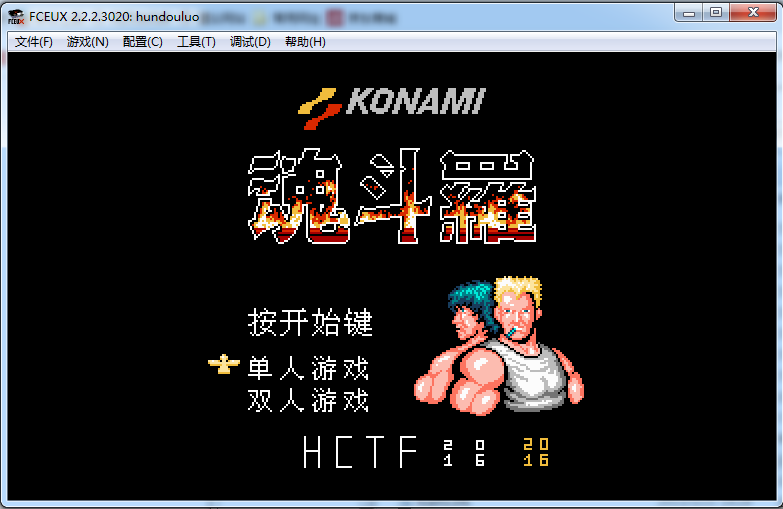 FCEUX 2.2.2.3020: hundouluo
文件(F) 游戏(N) 配置(C) 工具(T) 调试(D) 帮助(H)
KONAMI
魂斗羅
按开始键
单人游戏
双人游戏
HCTF 2016 2016